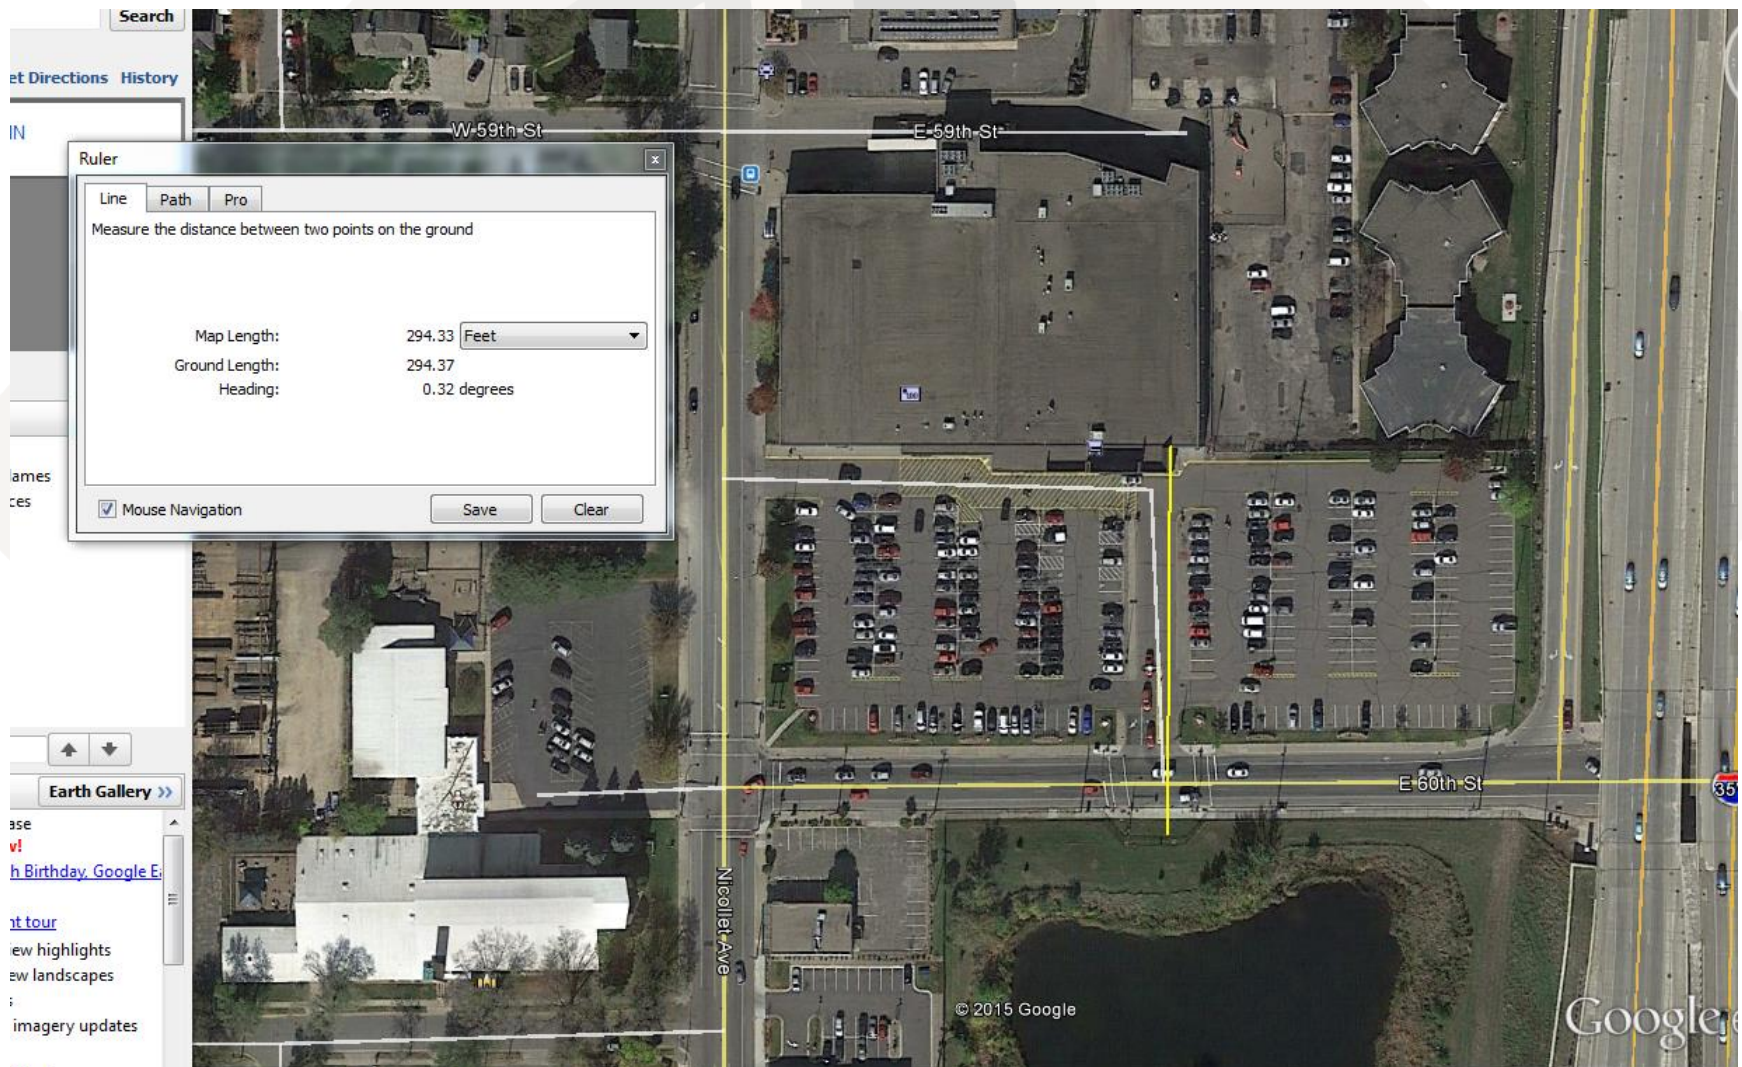 Search
et Directions History
IN
Ruler
x
Line Path Pro
Measure the distance between two points on the ground
Map Length: 294.33 Feet
Ground Length: 294.37
Heading: 0.32 degrees
Mouse Navigation Save Clear
ames
ces
Earth Gallery »
ase
w!
h Birthday, Google Ea
nt tour
iew highlights
ew landscapes
s
imagery updates
W 59th St
E 59th St
E 60th St
35
Nicollet Ave
© 2015 Google
Google e